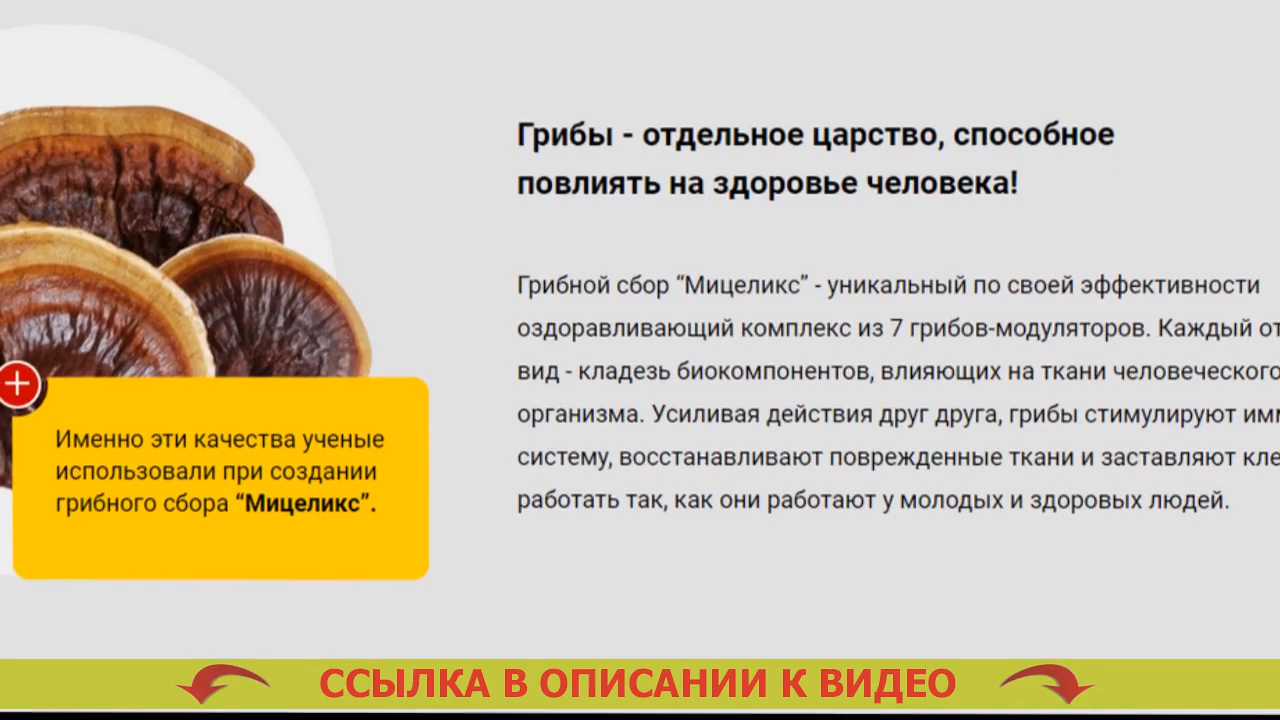 Грибы - отдельное царство, способное
повлиять на здоровье человека!
Грибной сбор “Мицеликс” - уникальный по своей эффективности
оздоравливающий комплекс из 7 грибов-модуляторов. Каждый
вид - кладезь биокомпонентов, влияющих на ткани человеческого
организма. Усиливая действия друг друга, грибы стимулируют
систему, восстанавливают поврежденные ткани и заставляют
работать так, как они работают у молодых и здоровых людей.
Именно эти качества ученые
использовали при создании
грибного сбора “Мицеликс”.
ССЫЛКА В ОПИСАНИИ К ВИДЕО